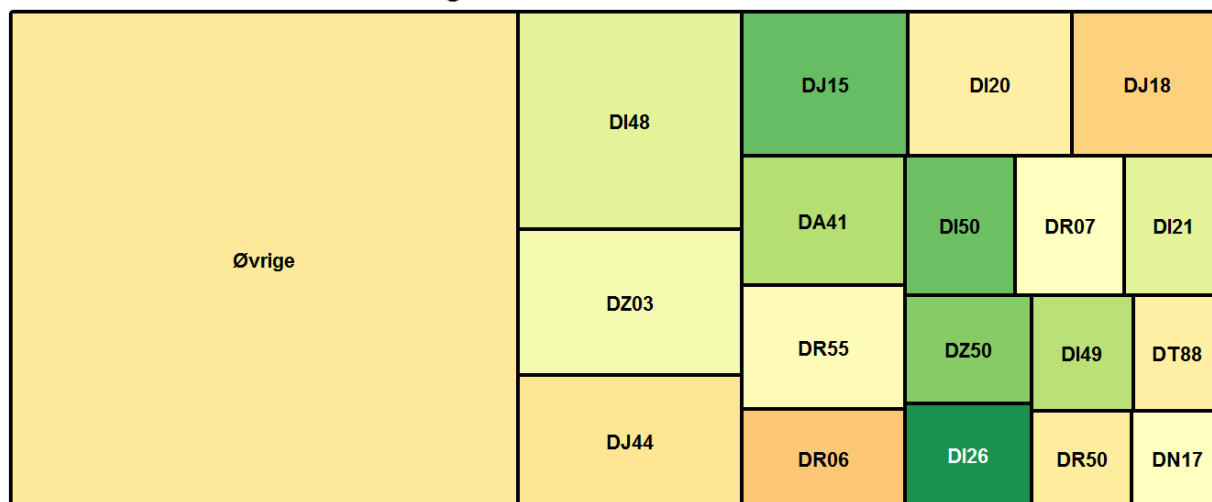 Øvrige
DI48
DZ03
DJ44
DJ15
DI20
DJ18
DA41
DI50
DR07
DI21
DR55
DZ50
DI49
DT88
DR06
DI26
DR50
DN17